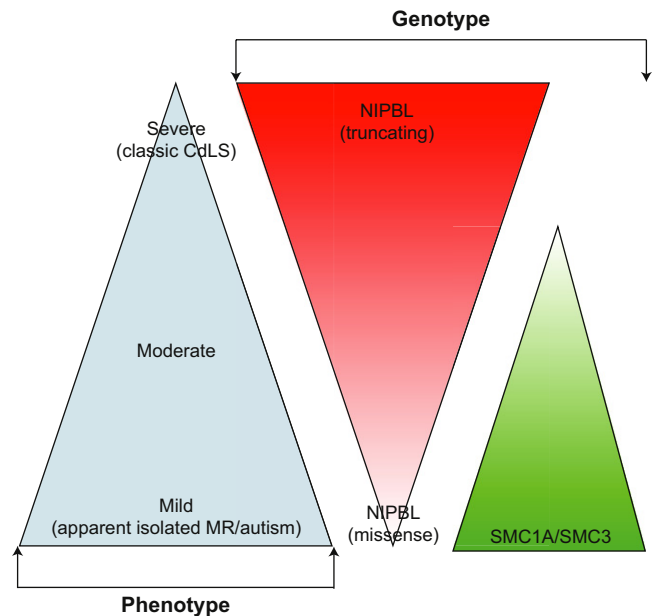 Genotype
Severe
(classic CdLS)
NIPBL
(truncating)
Moderate
Mild
(apparent isolated MR/autism)
NIPBL
(missense)
SMC1A/SMC3
Phenotype